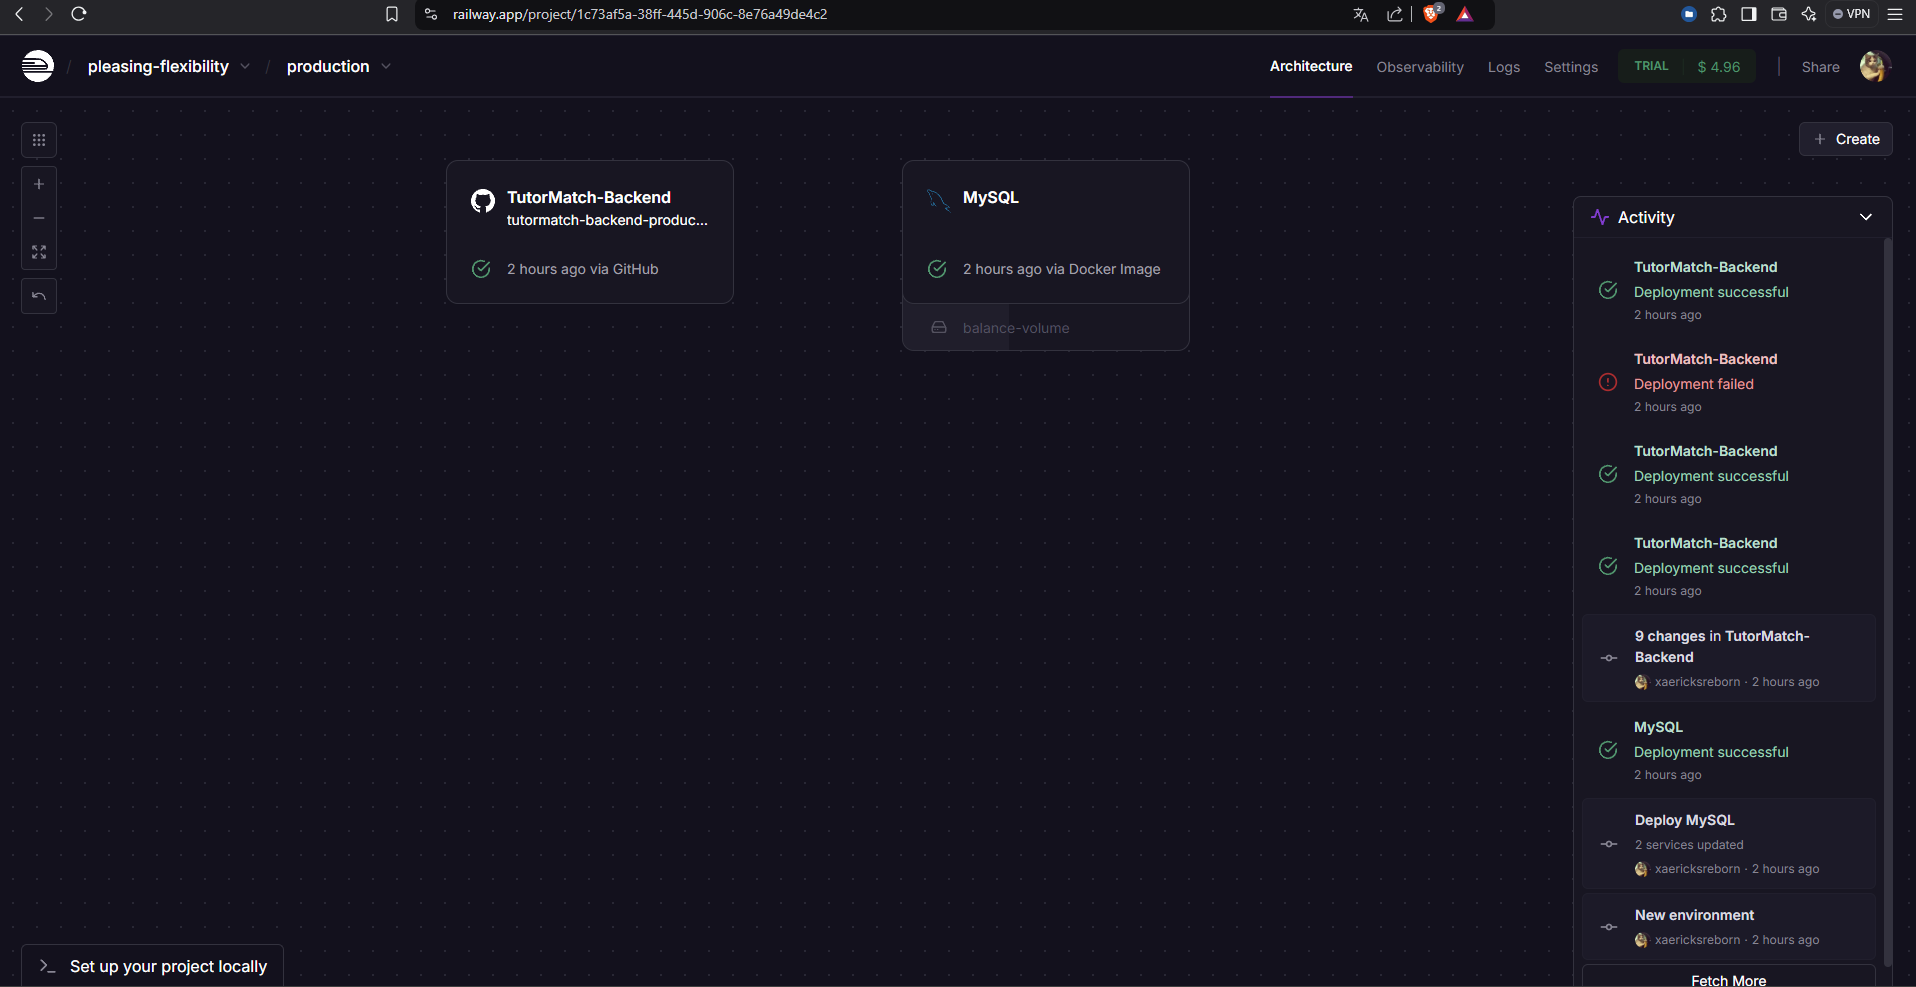 railway.app/project/1c73af5a-38ff-445d-906c-8e76a49de4c2
2
VPN
/ pleasing-flexibility / production
Architecture
Observability
Logs
Settings
TRIAL
$ 4.96
Share
+ Create
TutorMatch-Backend
tutormatch-backend-produc...
2 hours ago via GitHub
MySQL
2 hours ago via Docker Image
balance-volume
Activity
TutorMatch-Backend
Deployment successful
2 hours ago
TutorMatch-Backend
Deployment failed
2 hours ago
TutorMatch-Backend
Deployment successful
2 hours ago
TutorMatch-Backend
Deployment successful
2 hours ago
9 changes in TutorMatch-
Backend
xaericksreborn · 2 hours ago
MySQL
Deployment successful
2 hours ago
Deploy MySQL
2 services updated
xaericksreborn · 2 hours ago
New environment
xaericksreborn · 2 hours ago
Fetch More
Set up your project locally